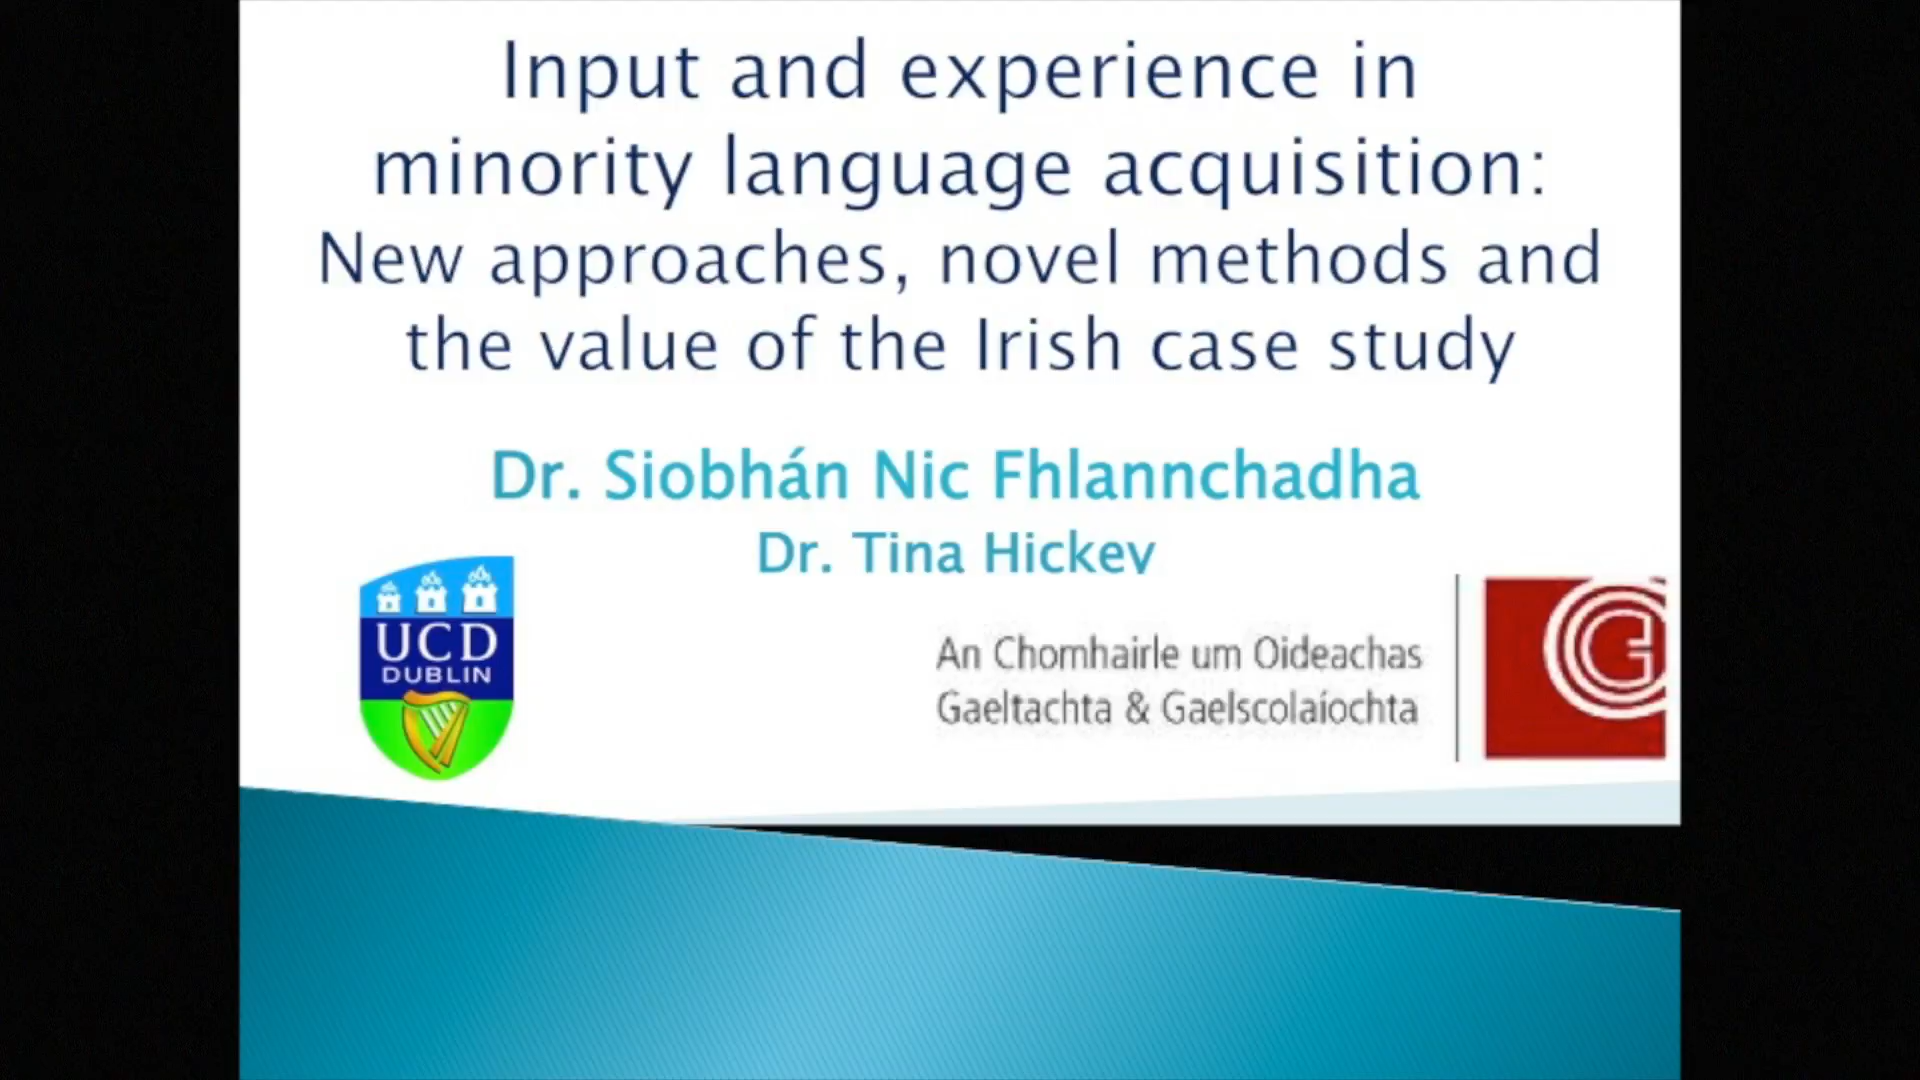 Input and experience in
minority language acquisition:
New approaches, novel methods and
the value of the Irish case study
Dr. Siobhán Nic Fhlannchadha
Dr. Tina Hickey
UCD
DUBLIN
An Chomhairle um Oideachas
Gaeltachta & Gaelscolaíochta